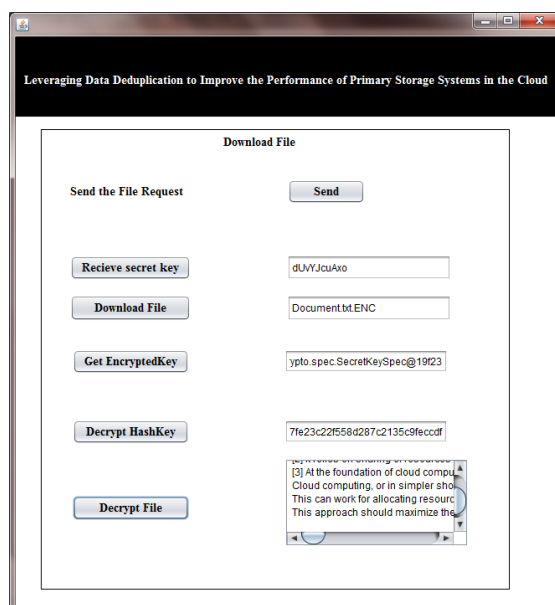 Leveraging Data Deduplication to Improve the Performance of Primary Storage Systems in the Cloud
Download File
Send the File Request Send
Recieve secret key dUvYJcuAxo
Download File Document.txt.ENC
Get EncryptedKey ypto.spec.SecretKeySpec@19f23
Decrypt HashKey 7fe23c22f558d287c2135c9feccdf
[3] At the foundation of cloud compu
Cloud computing, or in simpler sho
This can work for allocating resourc
This approach should maximize the
Decrypt File